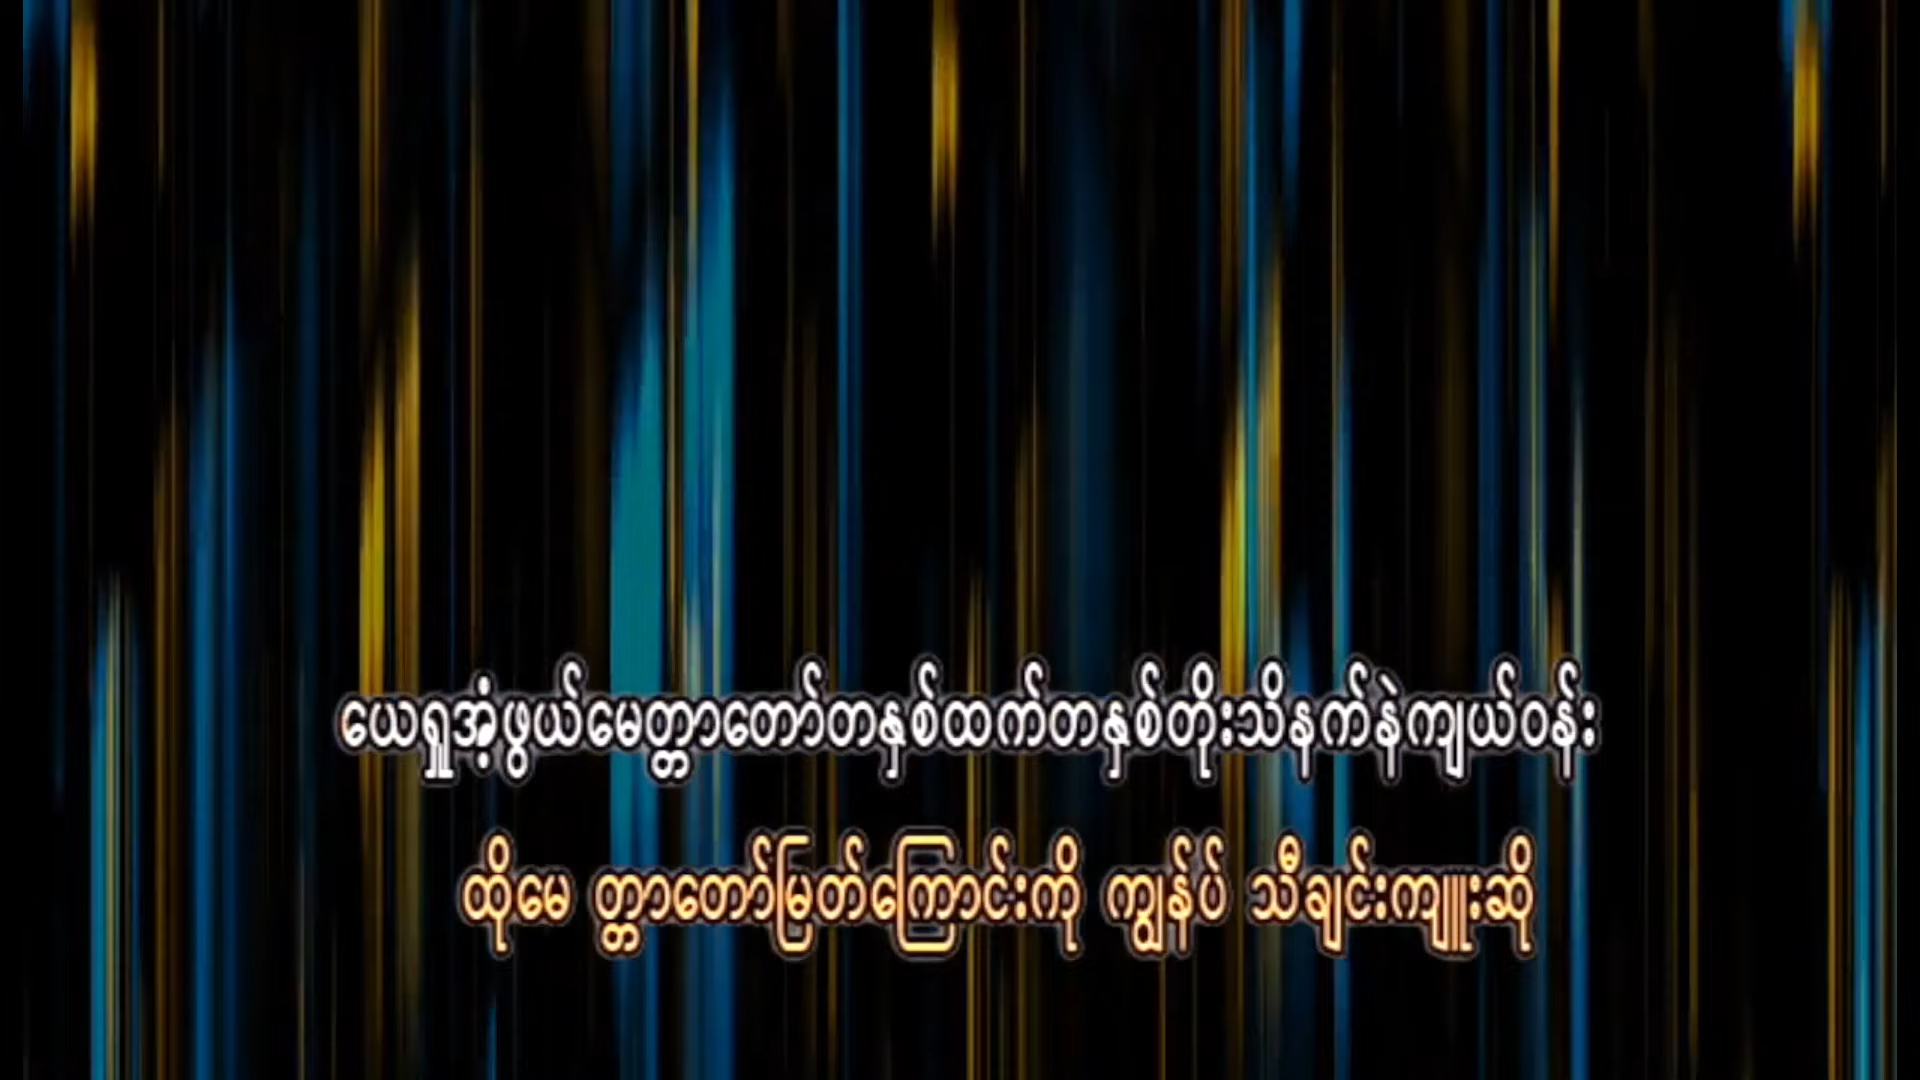 ယေရှုအံ့ဖွယ်မေတ္တာတော်တနှစ်ထက်တနှစ်တိုးသိနက်နဲကျယ်ဝန်း
ထိုမေ တ္တာတော်မြတ်ကြောင်းကို ကျွန်ုပ် သီချင်းကျူးဆို